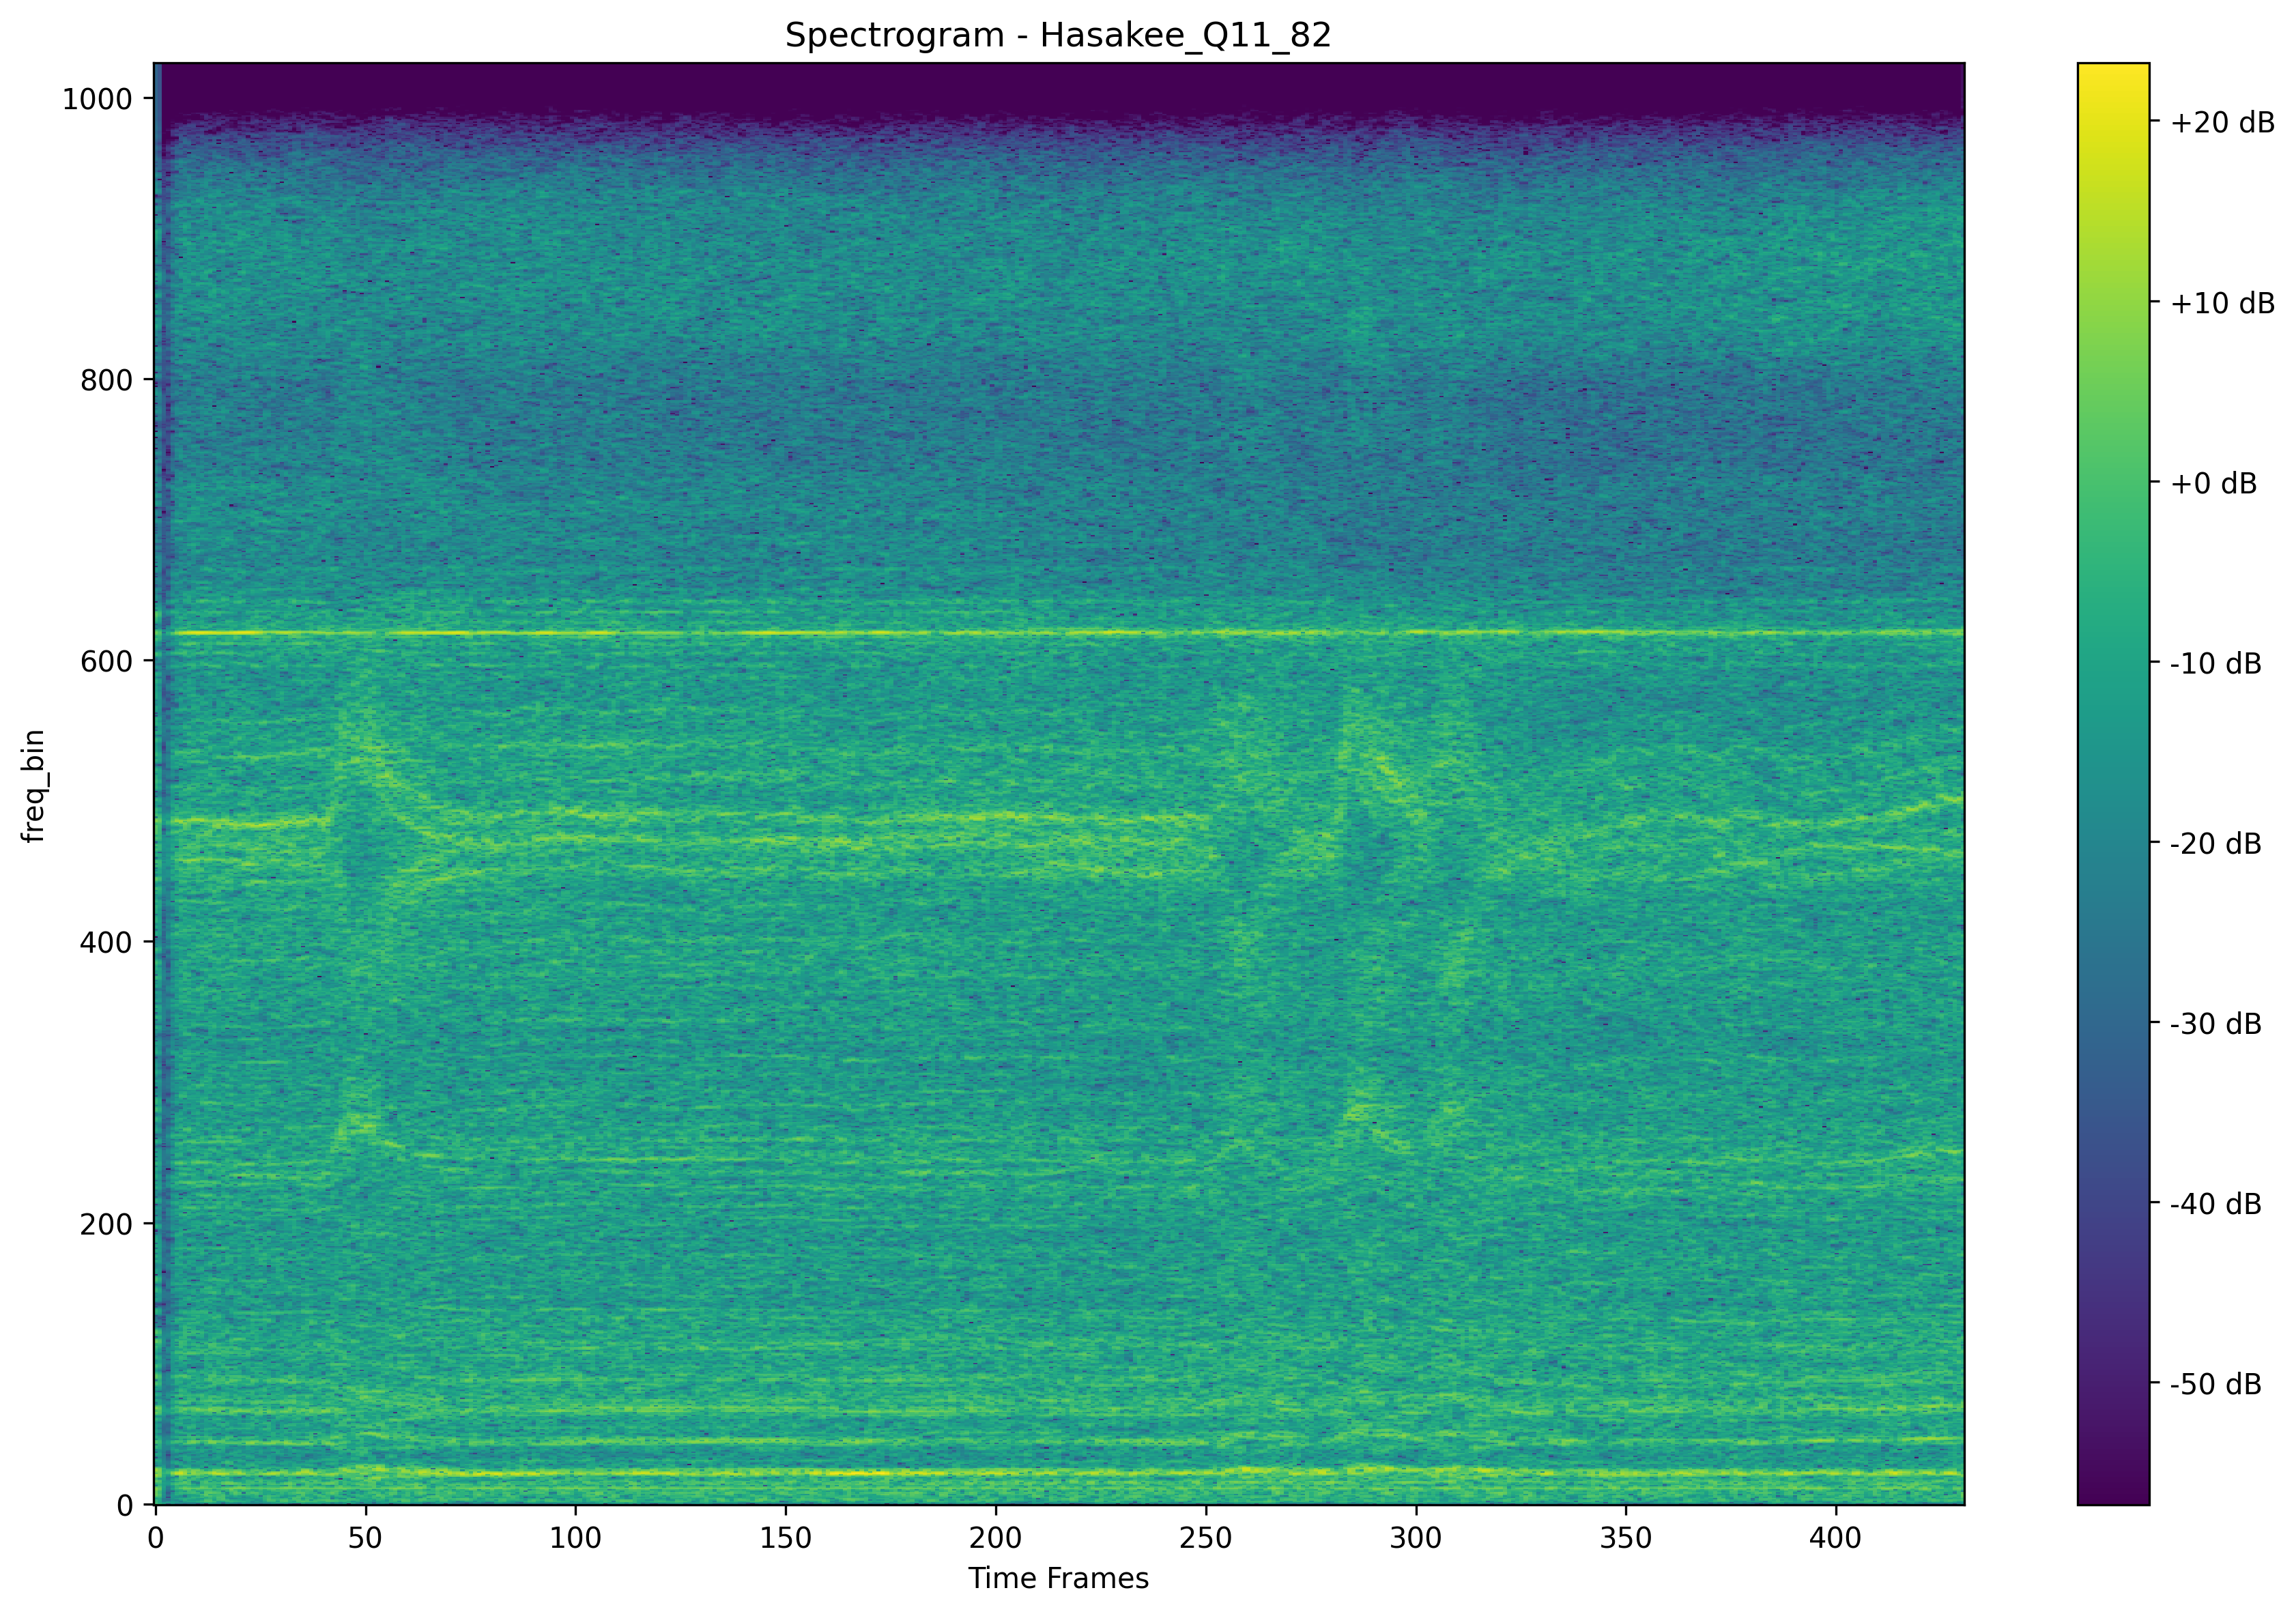 Spectrogram - Hasakee_Q11_82
1000
800
600
400
200
0
freq_bin
0 50 100 150 200 250 300 350 400
Time Frames
+20 dB
+10 dB
+0 dB
-10 dB
-20 dB
-30 dB
-40 dB
-50 dB